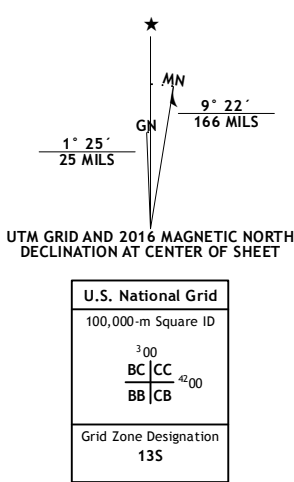 ★
MN
GN
9° 22´
166 MILS
1° 25´
25 MILS
UTM GRID AND 2016 MAGNETIC NORTH
DECLINATION AT CENTER OF SHEET
U.S. National Grid
100,000-m Square ID
³00
BC CC
⁴²00
BB CB
Grid Zone Designation
13S